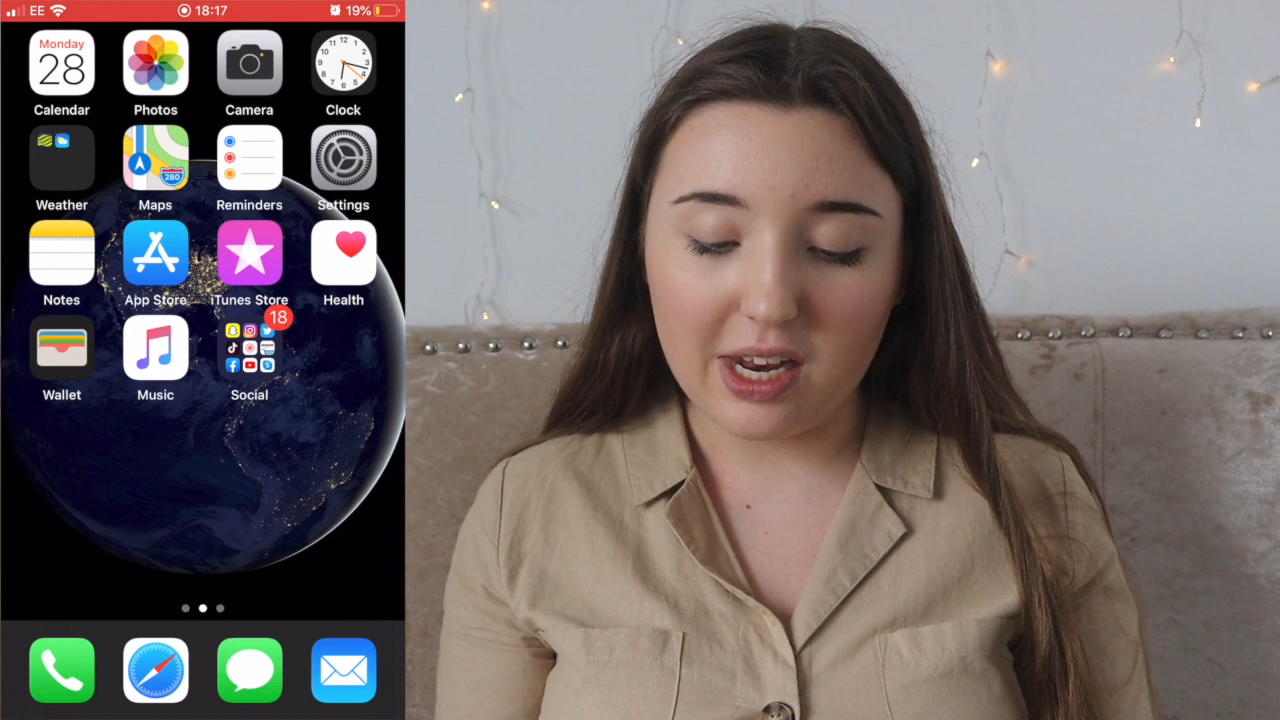 EE 18:17 19%
Monday
28
12
Calendar Photos Camera Clock
280
Weather Maps Reminders Settings
Notes App Store iTunes Store Health
18
Wallet Music Social